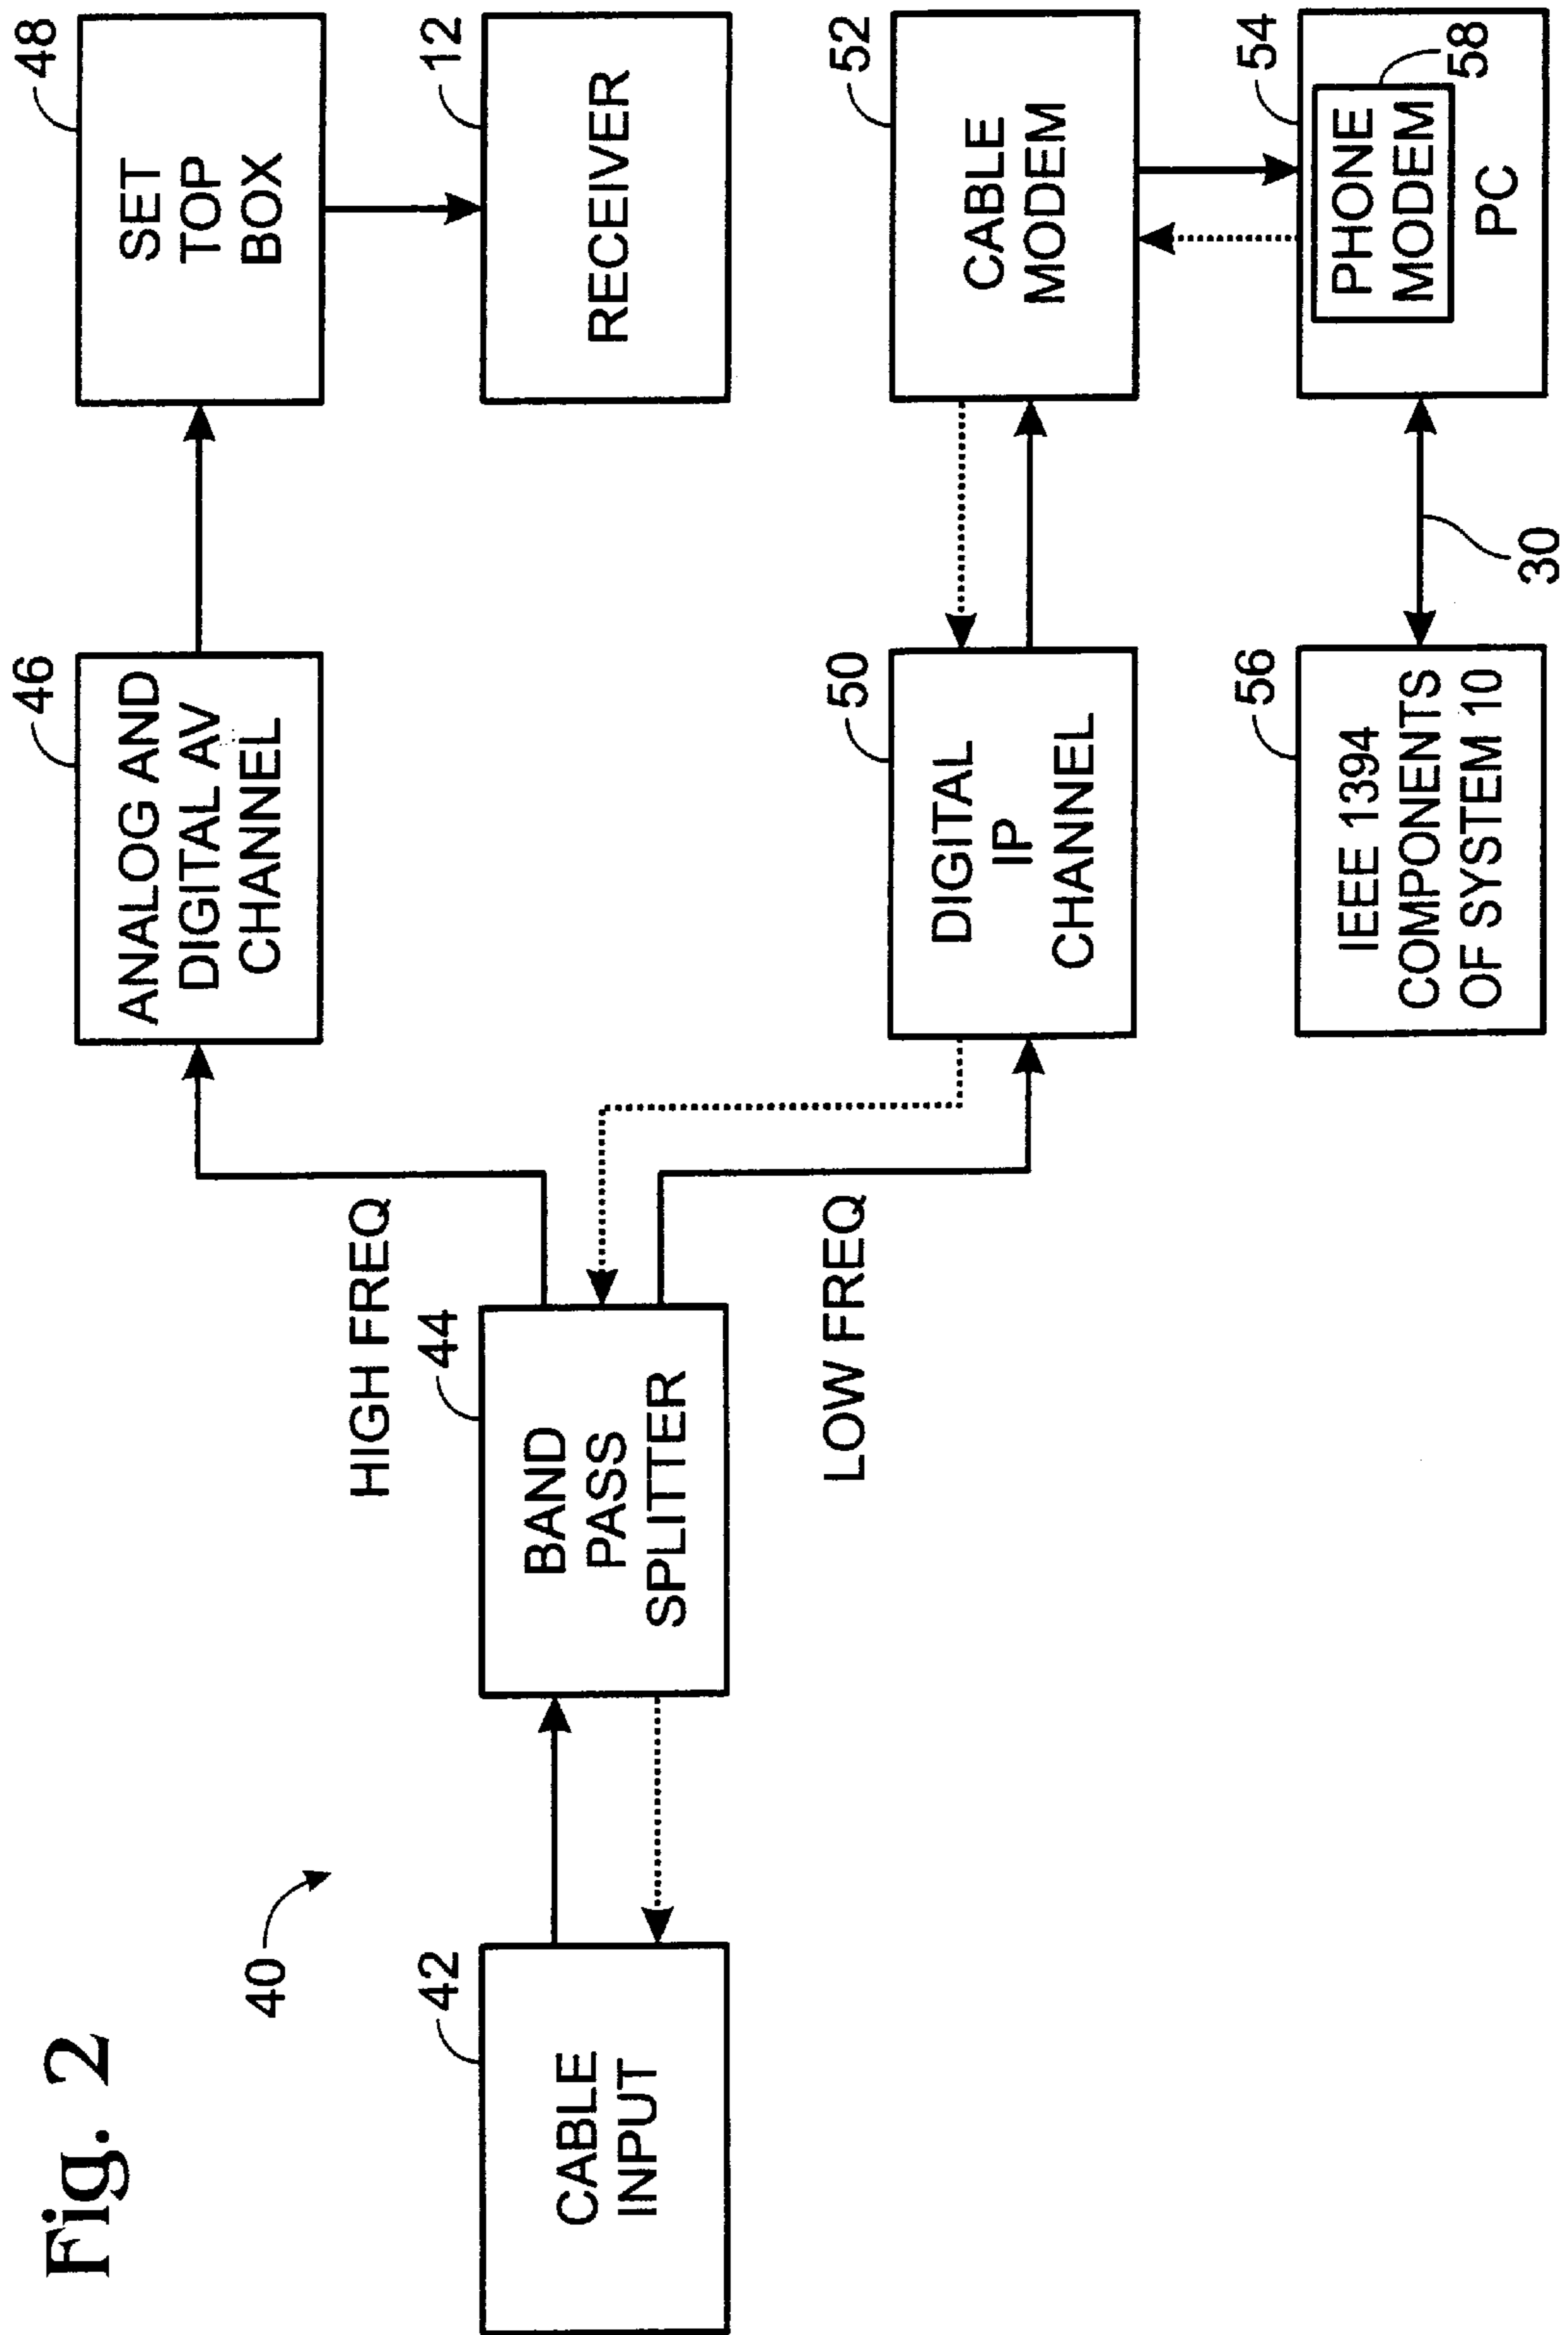 Fig. 2
40
42
CABLE
INPUT
44
BAND
PASS
SPLITTER
HIGH FREQ
LOW FREQ
46
ANALOG AND
DIGITAL AV
CHANNEL
48
SET
TOP
BOX
12
RECEIVER
50
DIGITAL
IP
CHANNEL
52
CABLE
MODEM
54
PHONE
MODEM
58
PC
30
56
IEEE 1394
COMPONENTS
OF SYSTEM 10